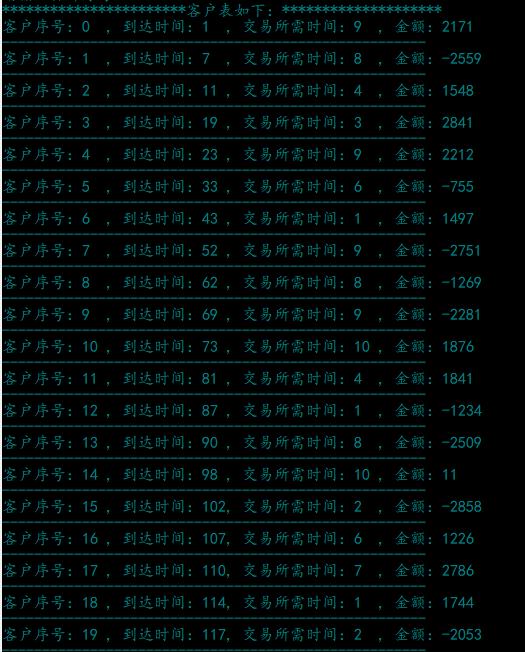 ***********************客户表如下：********************
客户序号：0 ，到达时间：1 ，交易所需时间：9 ，金额：2171
-----------------------------------------------------
客户序号：1 ，到达时间：7 ，交易所需时间：8 ，金额：-2559
-----------------------------------------------------
客户序号：2 ，到达时间：11 ，交易所需时间：4 ，金额：1548
-----------------------------------------------------
客户序号：3 ，到达时间：19 ，交易所需时间：3 ，金额：2841
-----------------------------------------------------
客户序号：4 ，到达时间：23 ，交易所需时间：9 ，金额：2212
-----------------------------------------------------
客户序号：5 ，到达时间：33 ，交易所需时间：6 ，金额：-755
-----------------------------------------------------
客户序号：6 ，到达时间：43 ，交易所需时间：1 ，金额：1497
-----------------------------------------------------
客户序号：7 ，到达时间：52 ，交易所需时间：9 ，金额：-2751
-----------------------------------------------------
客户序号：8 ，到达时间：62 ，交易所需时间：8 ，金额：-1269
-----------------------------------------------------
客户序号：9 ，到达时间：69 ，交易所需时间：9 ，金额：-2281
-----------------------------------------------------
客户序号：10 ，到达时间：73 ，交易所需时间：10 ，金额：1876
-----------------------------------------------------
客户序号：11 ，到达时间：81 ，交易所需时间：4 ，金额：1841
-----------------------------------------------------
客户序号：12 ，到达时间：87 ，交易所需时间：1 ，金额：-1234
-----------------------------------------------------
客户序号：13 ，到达时间：90 ，交易所需时间：8 ，金额：-2509
-----------------------------------------------------
客户序号：14 ，到达时间：98 ，交易所需时间：10 ，金额：11
-----------------------------------------------------
客户序号：15 ，到达时间：102，交易所需时间：2 ，金额：-2858
-----------------------------------------------------
客户序号：16 ，到达时间：107，交易所需时间：6 ，金额：1226
-----------------------------------------------------
客户序号：17 ，到达时间：110，交易所需时间：7 ，金额：2786
-----------------------------------------------------
客户序号：18 ，到达时间：114，交易所需时间：1 ，金额：1744
-----------------------------------------------------
客户序号：19 ，到达时间：117，交易所需时间：2 ，金额：-2053
-----------------------------------------------------